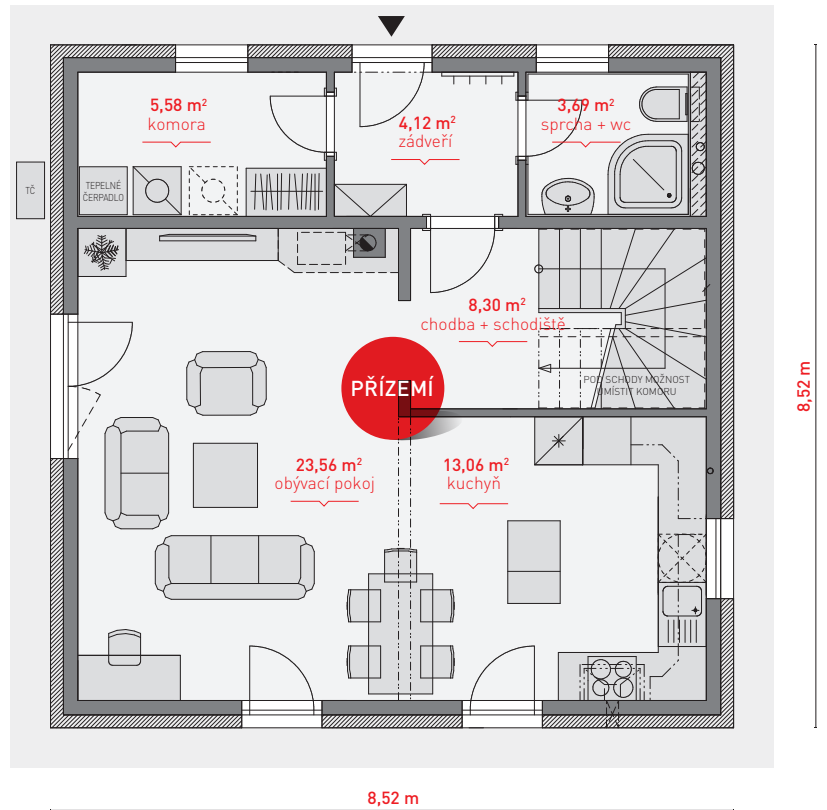 5,58 m²
komora
4,12 m²
zádveří
3,69 m²
sprcha + wc
TČ
TEPELNÉ
ČERPADLO
8,30 m²
chodba + schodiště
PŘÍZEMÍ
POD SCHODY MOŽNOST
UMÍSTIT KOMORU
8,52 m
23,56 m²
obývací pokoj
13,06 m²
kuchyň
8,52 m